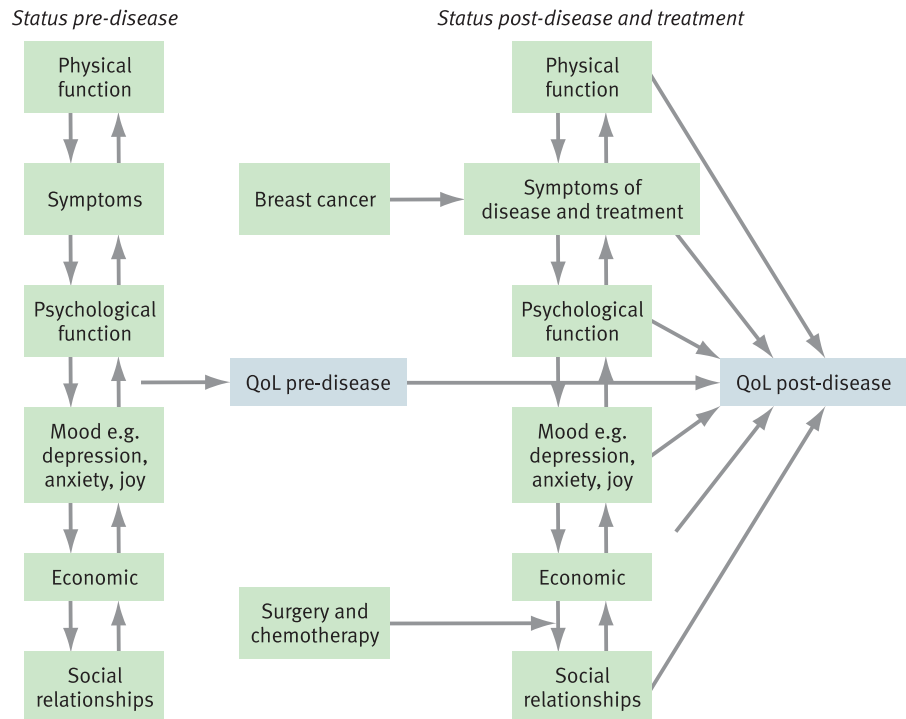 Status pre-disease
Physical
function
Symptoms
Psychological
function
Mood e.g.
depression,
anxiety, joy
Economic
Social
relationships
Breast cancer
QoL pre-disease
Surgery and
chemotherapy
Status post-disease and treatment
Physical
function
Symptoms of
disease and treatment
Psychological
function
Mood e.g.
depression,
anxiety, joy
Economic
Social
relationships
QoL post-disease